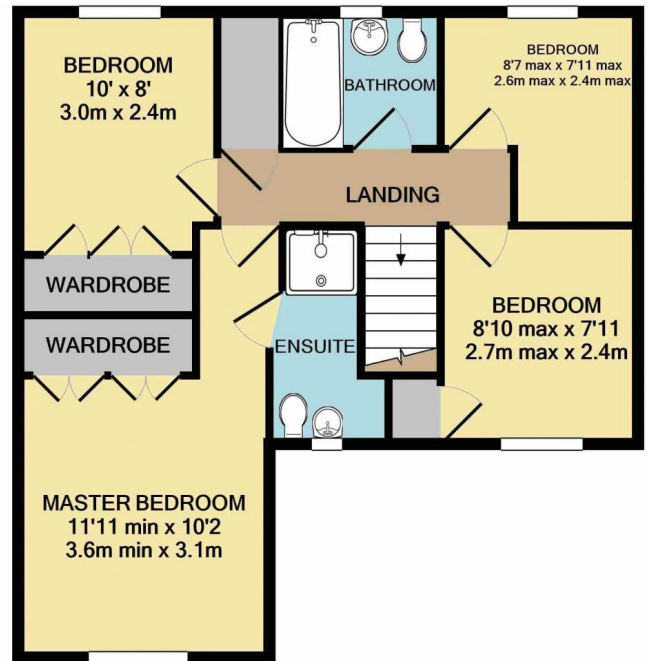 BEDROOM
10' x 8'
3.0m x 2.4m
BATHROOM
BEDROOM
8'7 max x 7'11 max
2.6m max x 2.4m max
LANDING
WARDROBE
WARDROBE
ENSUITE
BEDROOM
8'10 max x 7'11
2.7m max x 2.4m
MASTER BEDROOM
11'11 min x 10'2
3.6m min x 3.1m